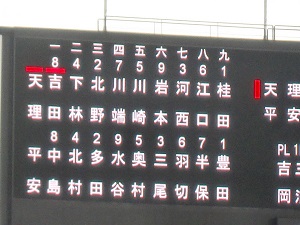 一二三四五六七八九
8 4 2 7 5 9 3 6 1
天理
吉田
下林
北野
川端
川崎
岩本
河西
江口
桂田
8 4 2 9 5 3 6 7 1
平安
中島
北村
多田
水谷
奥村
三尾
羽切
半保
豊田
天理
平安
PL 1
吉三
岡